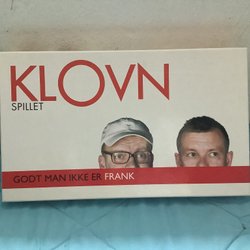 KLOVN
SPILLET
GODT MAN IKKE ER FRANK